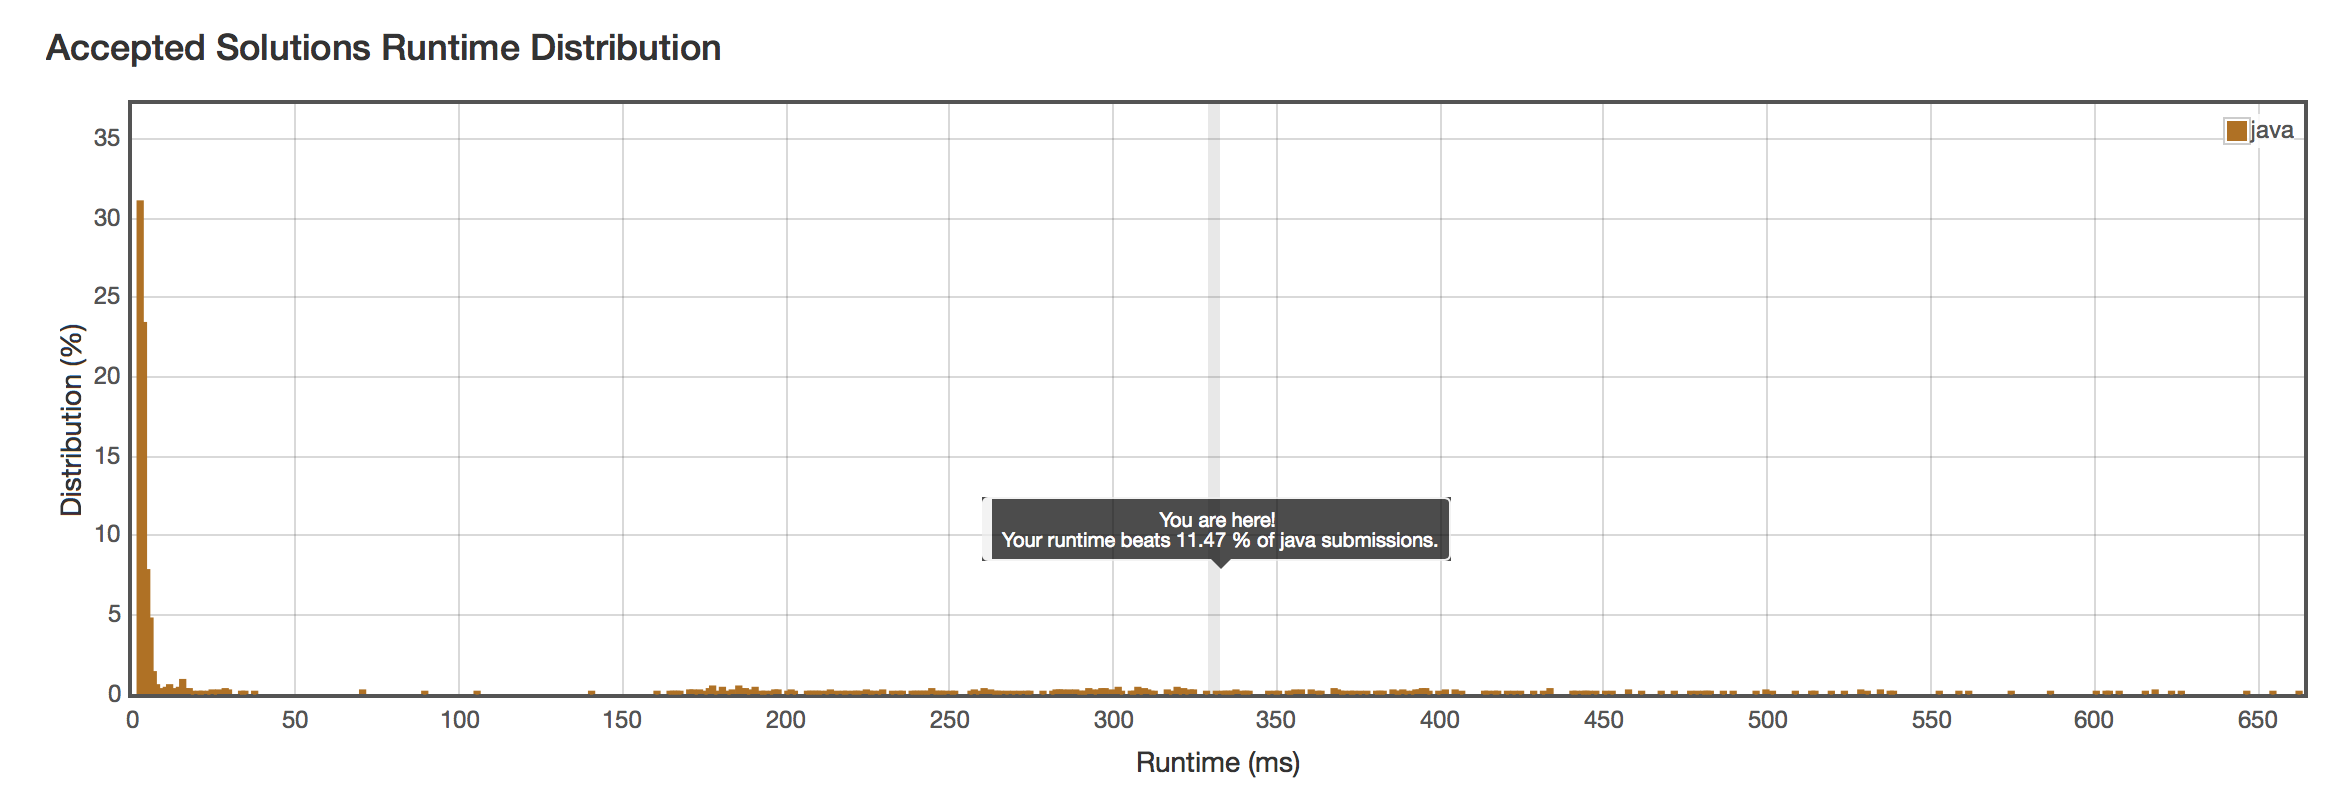 Accepted Solutions Runtime Distribution
java
35
30
25
20
15
10
5
0
Distribution (%)
You are here!
Your runtime beats 11.47 % of java submissions.
0 50 100 150 200 250 300 350 400 450 500 550 600 650
Runtime (ms)